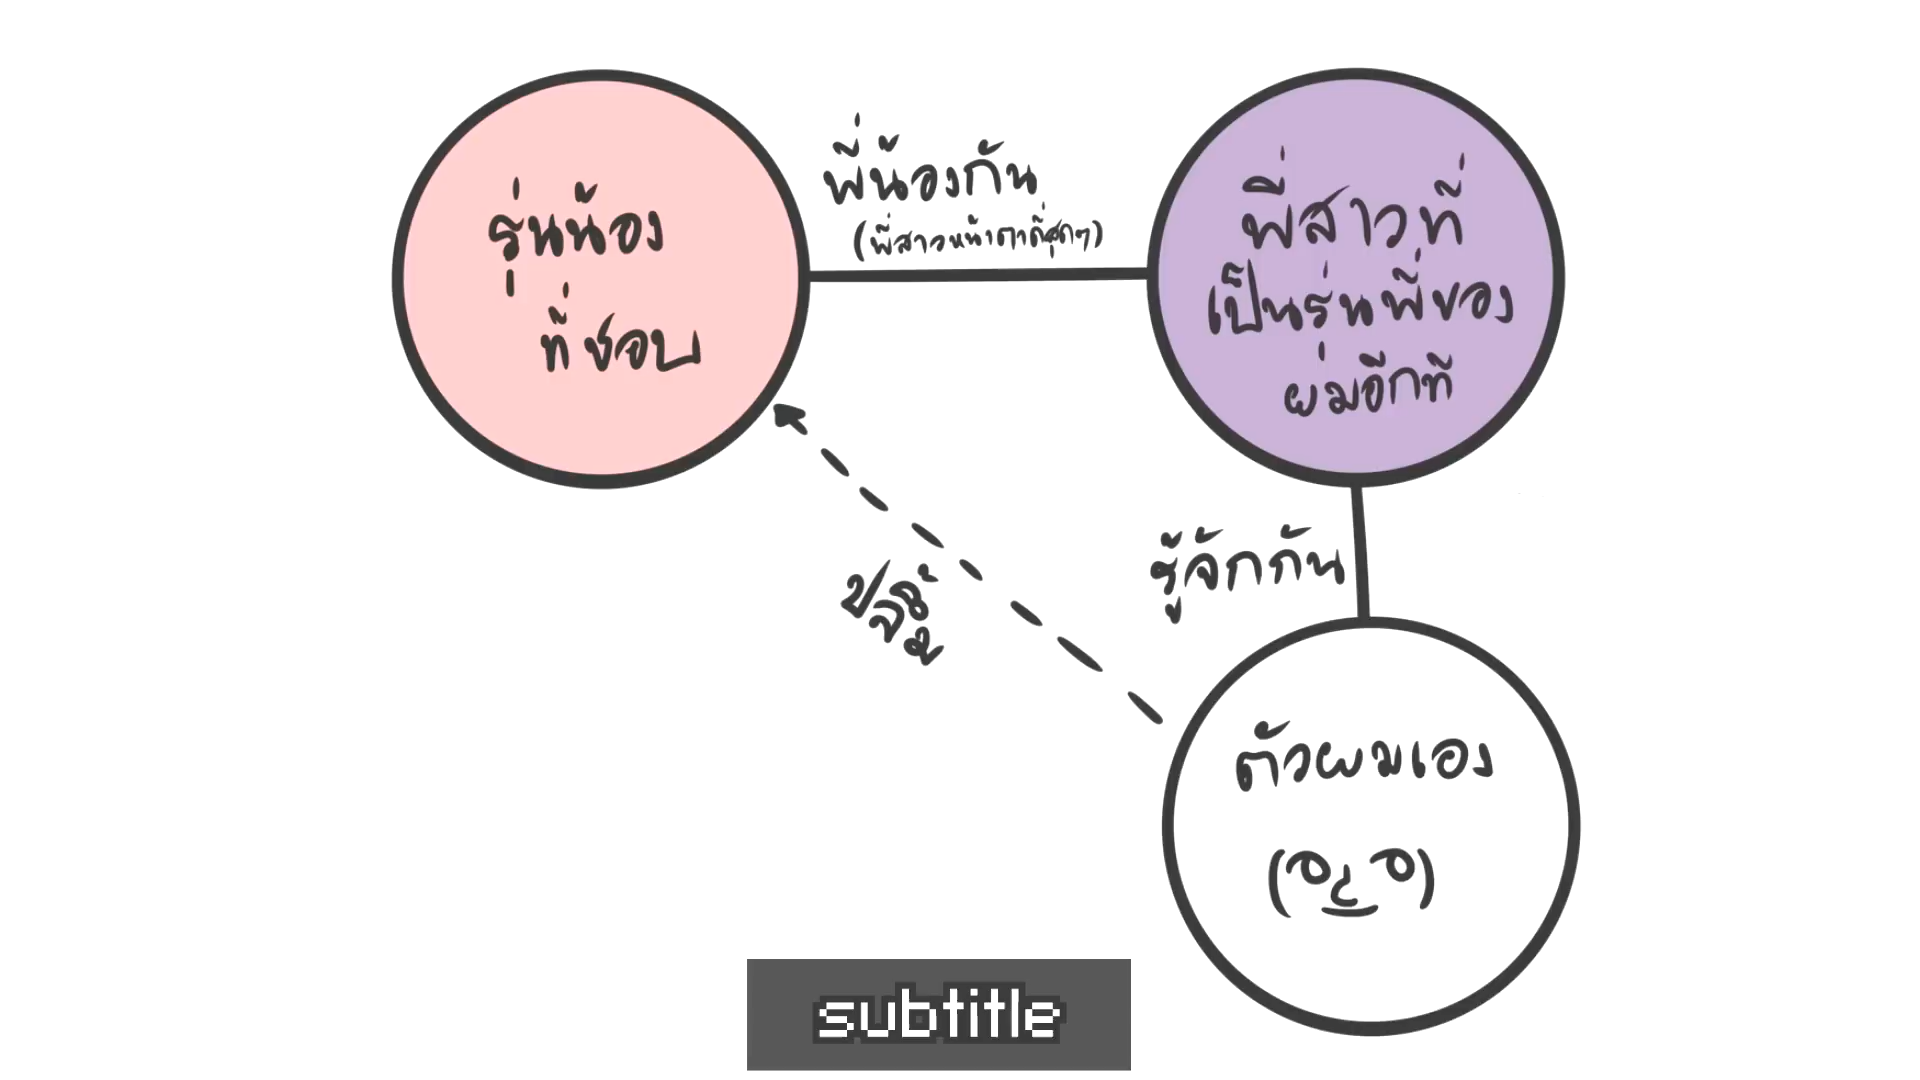 รุ่นน้อง
ที่ชอบ
พี่น้องกัน
(พี่สาวหน้าตาดี๊สุดๆ)
พี่สาวที่
เป็นรุ่นพี่ของ
ผมอีกที
รู้จักกัน
ปลื้ม
ตัวผมเอง
subtitle